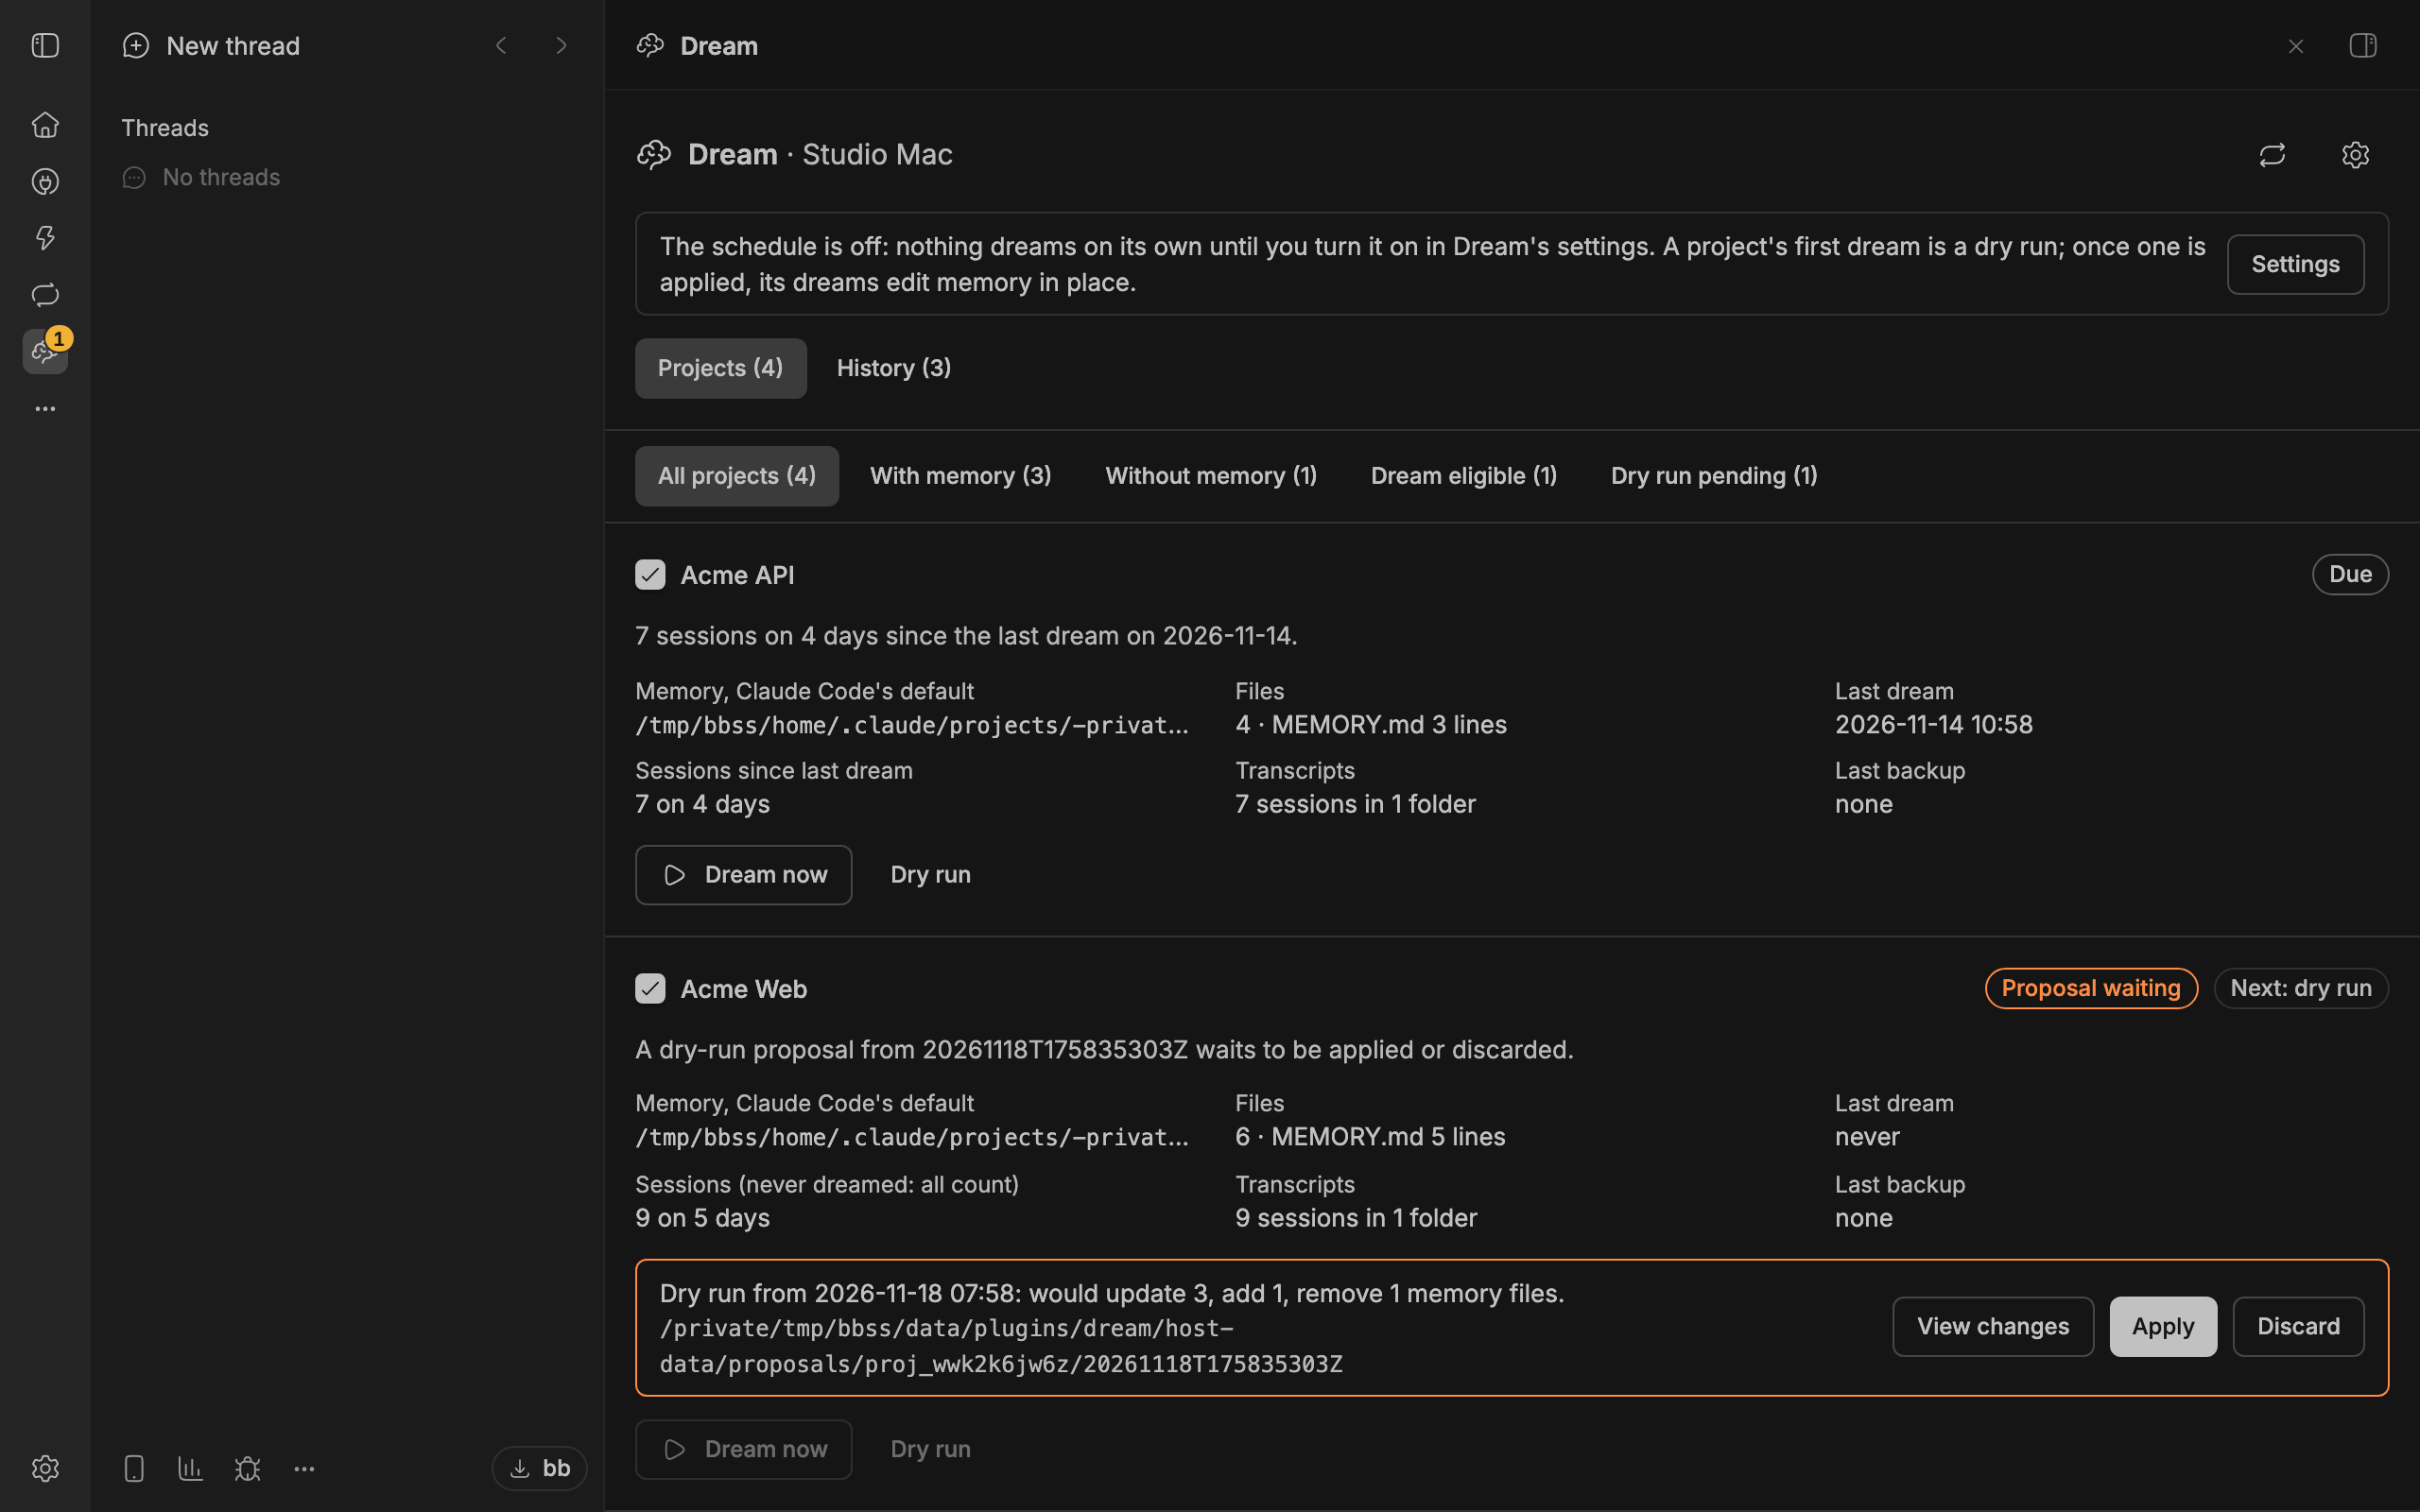 New thread
Threads
No threads
1
bb
Dream
Dream · Studio Mac
The schedule is off: nothing dreams on its own until you turn it on in Dream's settings. A project's first dream is a dry run; once one is
applied, its dreams edit memory in place.
Settings
Projects (4)
History (3)
All projects (4)
With memory (3)
Without memory (1)
Dream eligible (1)
Dry run pending (1)
Acme API
Due
7 sessions on 4 days since the last dream on 2026-11-14.
Memory, Claude Code's default
/tmp/bbss/home/.claude/projects/-privat...
Files
4 · MEMORY.md 3 lines
Last dream
2026-11-14 10:58
Sessions since last dream
7 on 4 days
Transcripts
7 sessions in 1 folder
Last backup
none
Dream now
Dry run
Acme Web
Proposal waiting
Next: dry run
A dry-run proposal from 20261118T175835303Z waits to be applied or discarded.
Memory, Claude Code's default
/tmp/bbss/home/.claude/projects/-privat...
Files
6 · MEMORY.md 5 lines
Last dream
never
Sessions (never dreamed: all count)
9 on 5 days
Transcripts
9 sessions in 1 folder
Last backup
none
Dry run from 2026-11-18 07:58: would update 3, add 1, remove 1 memory files.
/private/tmp/bbss/data/plugins/dream/host-
data/proposals/proj_wwk2k6jw6z/20261118T175835303Z
View changes
Apply
Discard
Dream now
Dry run